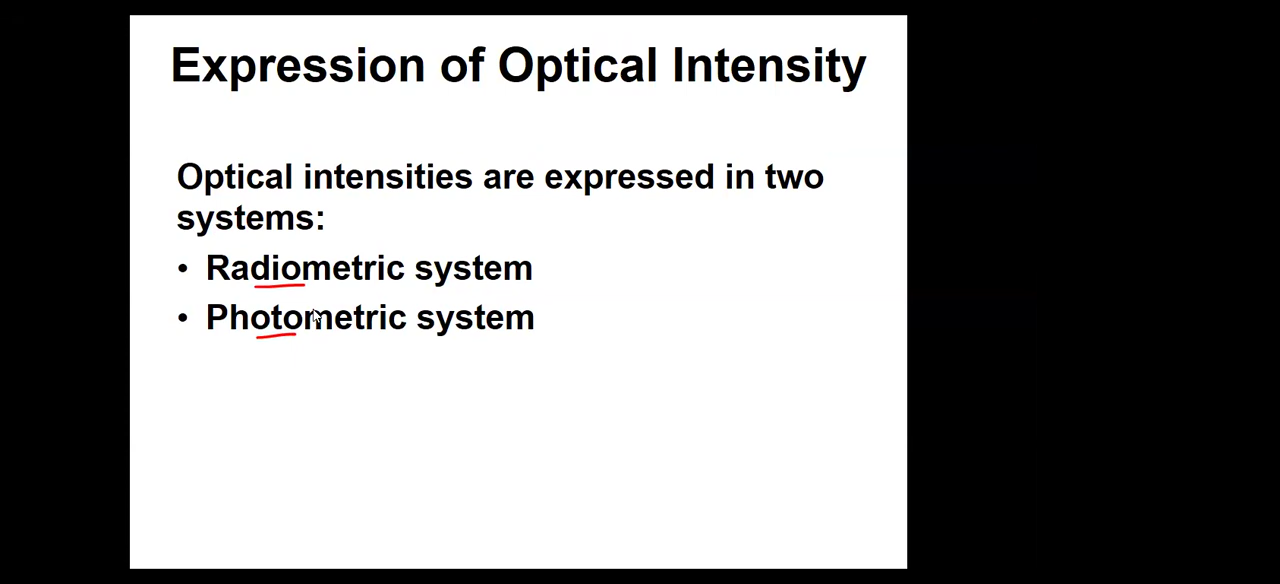 Expression of Optical Intensity
Optical intensities are expressed in two
systems:
• Radiometric system
• Photometric system